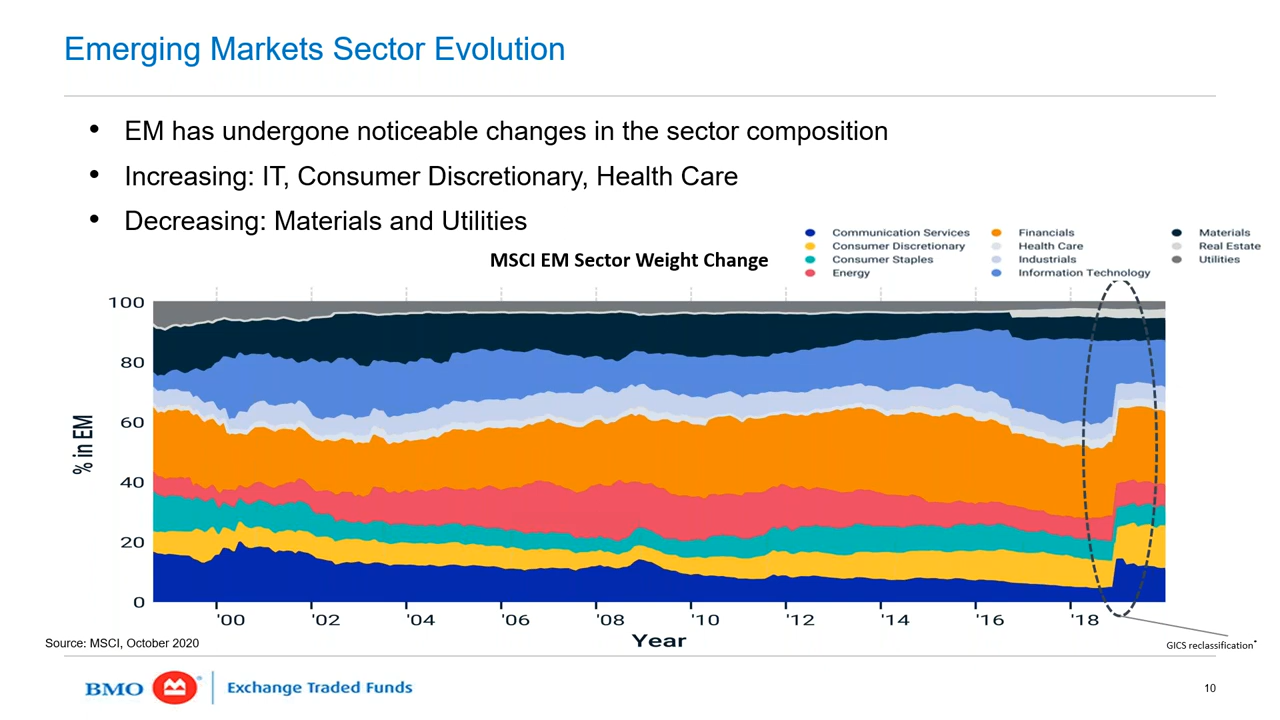 Emerging Markets Sector Evolution
• EM has undergone noticeable changes in the sector composition
• Increasing: IT, Consumer Discretionary, Health Care
• Decreasing: Materials and Utilities
MSCI EM Sector Weight Change
Communication Services
Consumer Discretionary
Consumer Staples
Energy
Financials
Health Care
Industrials
Information Technology
Materials
Real Estate
Utilities
% in EM
100
80
60
40
20
0
'00 '02 '04 '06 '08 '10 '12 '14 '16 '18
Year
GICS reclassification*
Source: MSCI, October 2020
BMO Exchange Traded Funds
10